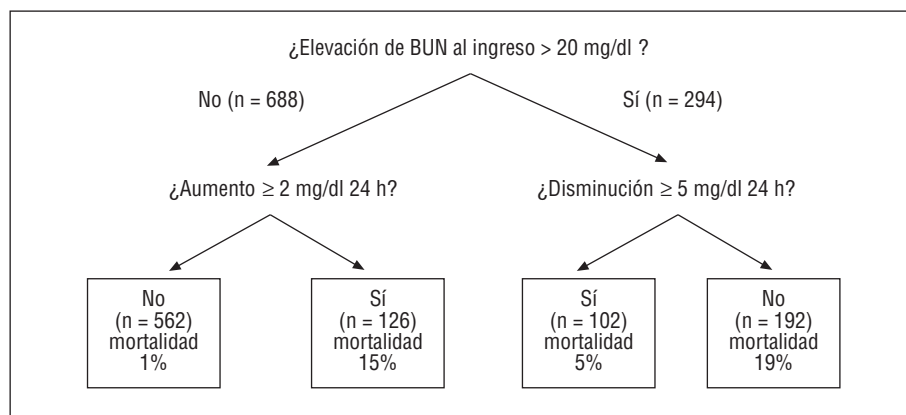 ¿Elevación de BUN al ingreso > 20 mg/dl ?
No (n = 688)
Sí (n = 294)
¿Aumento ≥ 2 mg/dl 24 h?
¿Disminución ≥ 5 mg/dl 24 h?
No
(n = 562)
mortalidad
1%
Sí
(n = 126)
mortalidad
15%
Sí
(n = 102)
mortalidad
5%
No
(n = 192)
mortalidad
19%